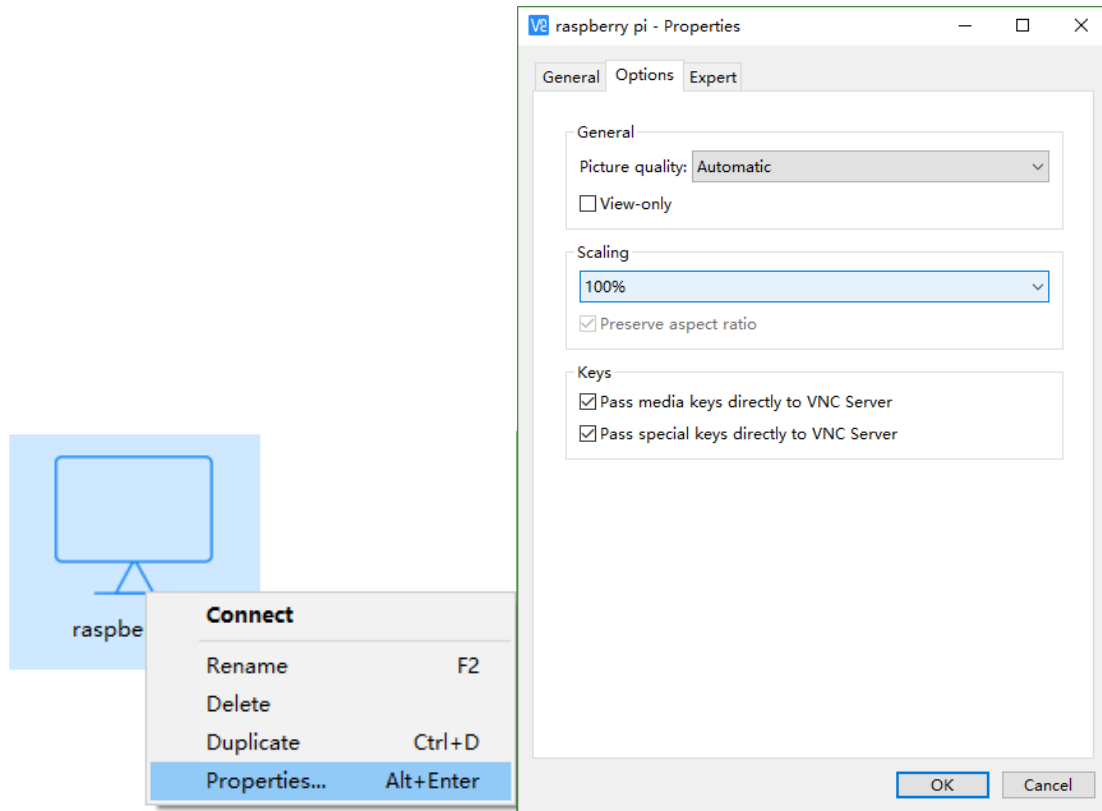 raspberry pi - Properties
General Options Expert
General
Picture quality: Automatic
View-only
Scaling
100%
Preserve aspect ratio
Keys
Pass media keys directly to VNC Server
Pass special keys directly to VNC Server
OK Cancel
raspbe
Connect
Rename F2
Delete
Duplicate Ctrl+D
Properties... Alt+Enter